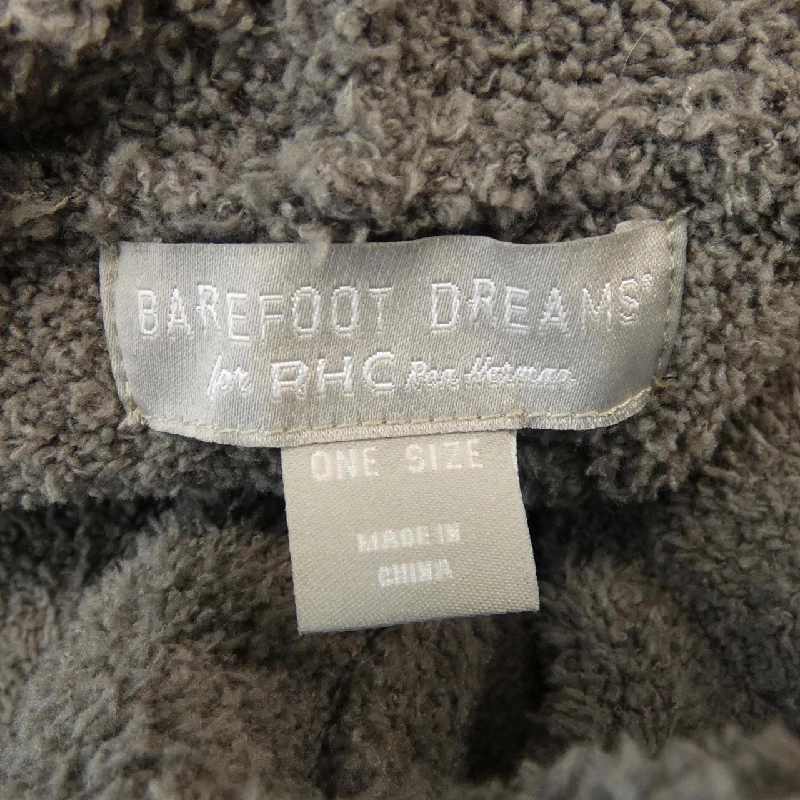 BAREFOOT DREAMS®
for RHC Ron Herman
ONE SIZE
MADE IN
CHINA